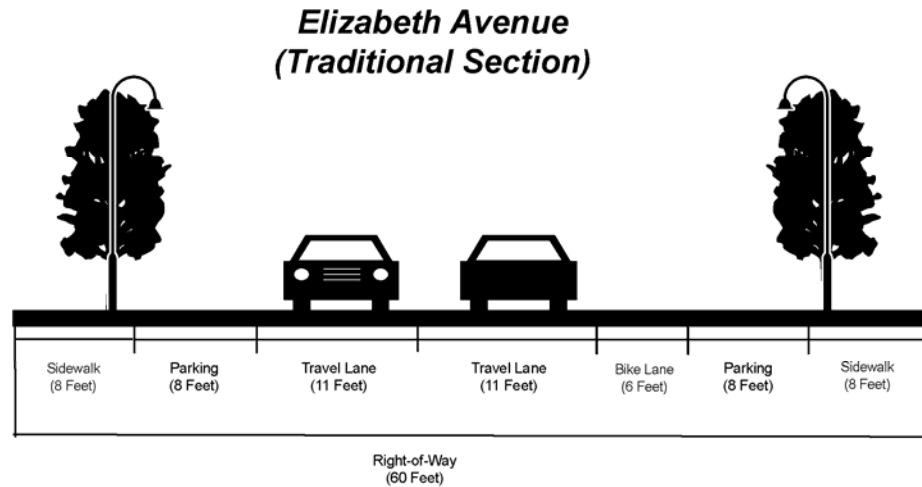 Elizabeth Avenue
(Traditional Section)
Sidewalk
(8 Feet)
Parking
(8 Feet)
Travel Lane
(11 Feet)
Travel Lane
(11 Feet)
Bike Lane
(6 Feet)
Parking
(8 Feet)
Sidewalk
(8 Feet)
Right-of-Way
(60 Feet)